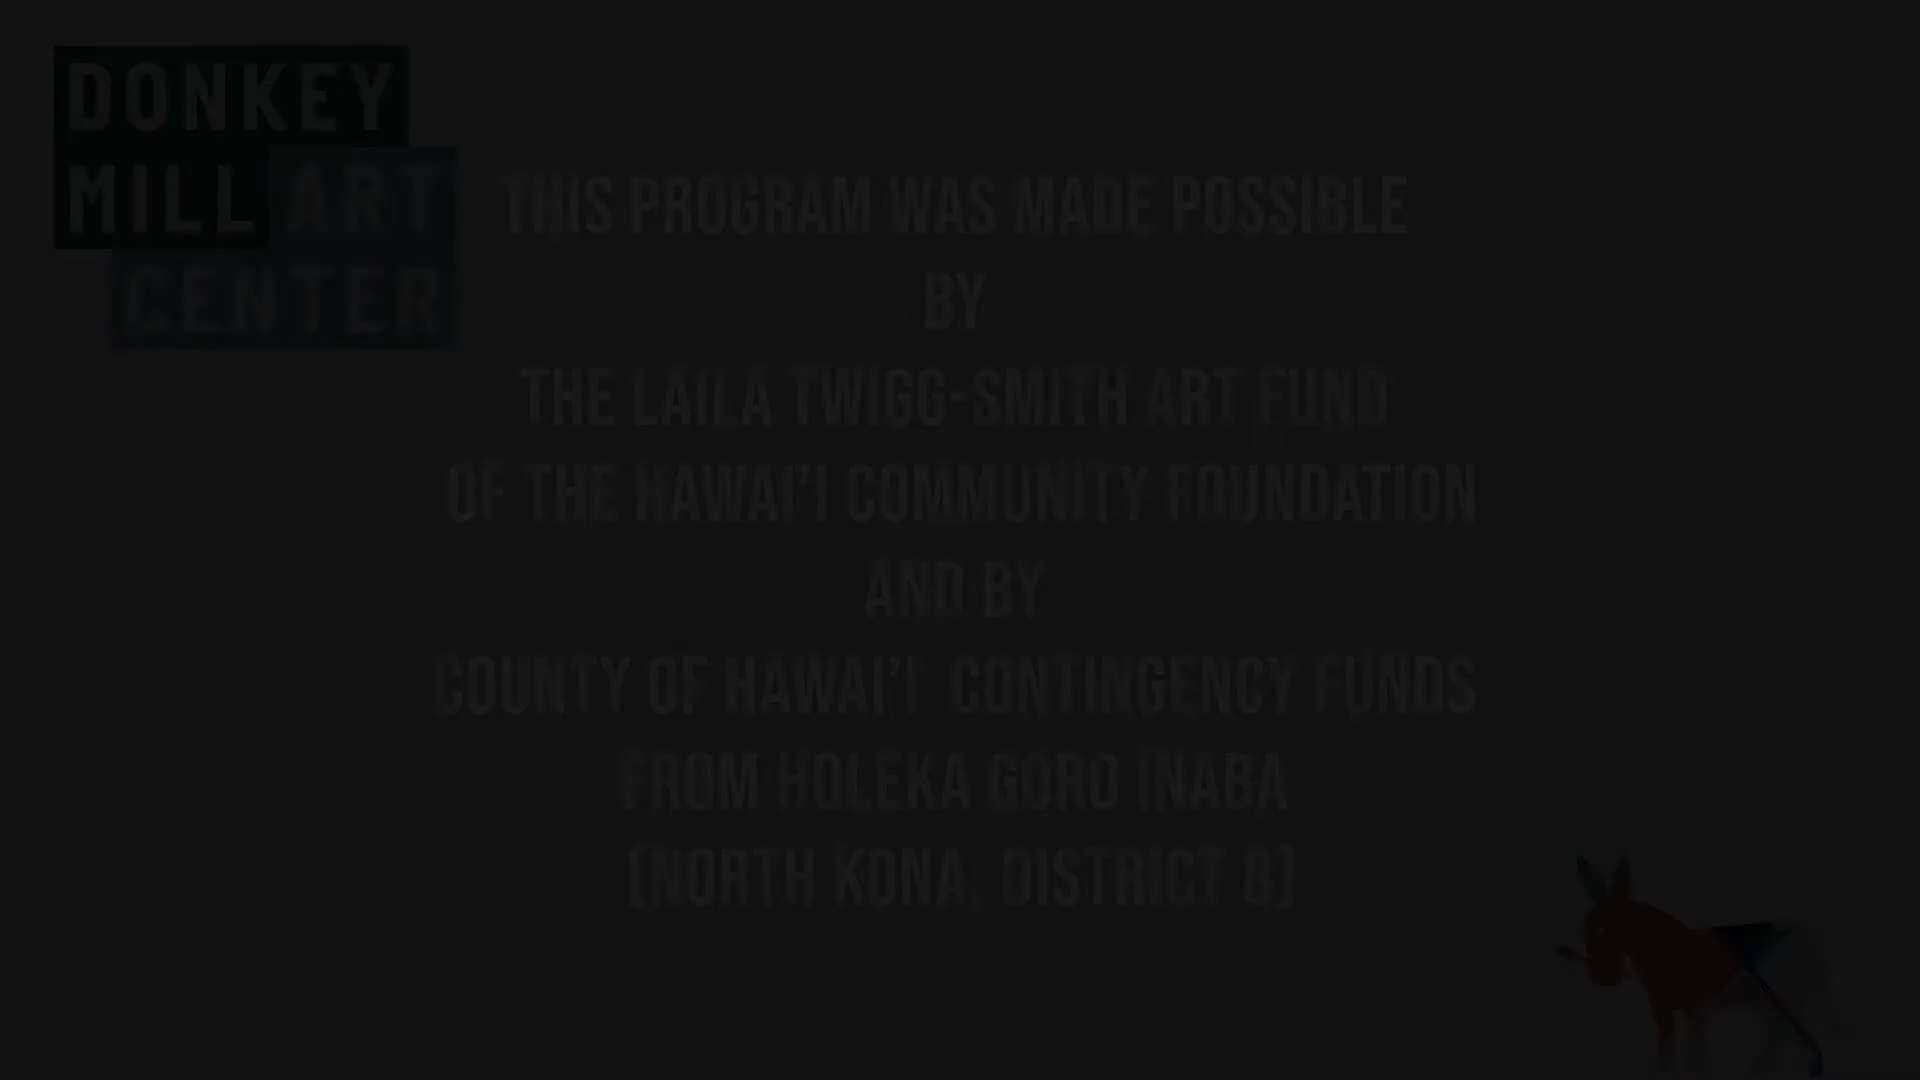 DONKEY
MILL ART
CENTER
THIS PROGRAM WAS MADE POSSIBLE
BY
THE LAILA TWIGG-SMITH ART FUND
OF THE HAWAI’I COMMUNITY FOUNDATION
AND BY
COUNTY OF HAWAI’I CONTINGENCY FUNDS
FROM HOLEKA GORO INABA
(NORTH KONA, DISTRICT 8)